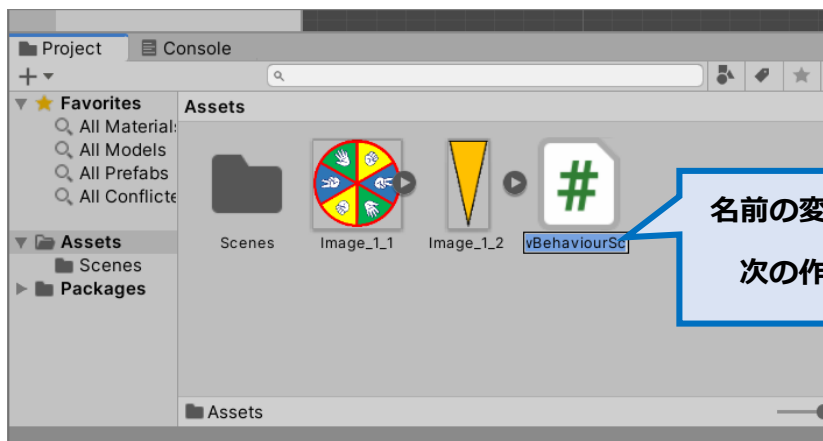 Project
Console
Favorites
All Materials
All Models
All Prefabs
All Conflicte
Assets
Scenes
Packages
Assets
Scenes
Image_1_1
Image_1_2
vBehaviourSc
名前の変
次の作
Assets